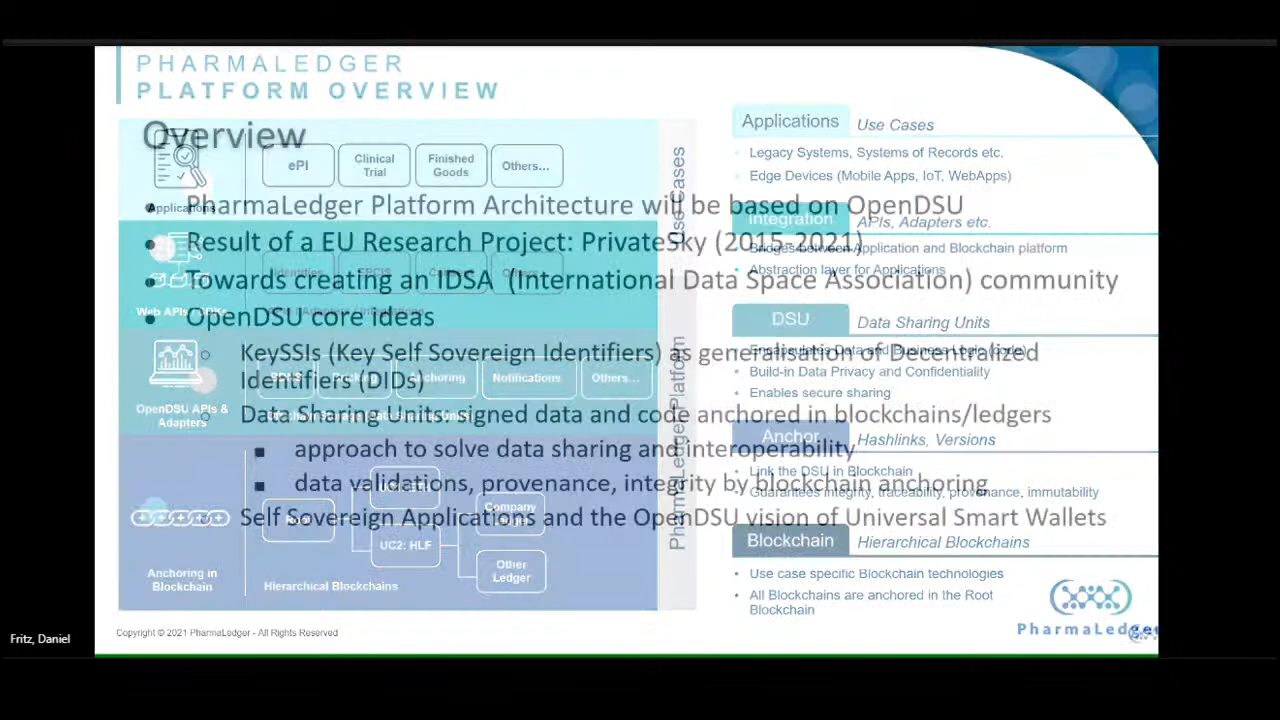 PHARMALEDGER
PLATFORM OVERVIEW
Overview
PharmaLedger Platform Architecture will be based on OpenDSU
Result of a EU Research Project: PrivateSky (2015-2021)
Towards creating an IDSA (International Data Space Association) community
OpenDSU core ideas
KeySSIs (Key Self Sovereign Identifiers) as generalisation of Decentralized
Identifiers (DIDs)
Data Sharing Units: signed data and code anchored in blockchains/ledgers
approach to solve data sharing and interoperability
data validations, provenance, integrity by blockchain anchoring
Self Sovereign Applications and the OpenDSU vision of Universal Smart Wallets
ePI
Clinical
Trial
Finished
Goods
Others...
Applications
Use Cases
Web APIs
Anchoring
Notifications
Others...
OpenDSU APIs &
Adapters
PharmaLedger Platform
UC2: HLF
Company
Other
Ledger
Anchoring in
Blockchain
Hierarchical Blockchains
Applications Use Cases
Legacy Systems, Systems of Records etc.
Edge Devices (Mobile Apps, IoT, WebApps)
Integration APIs, Adapters etc.
Bridges between Application and Blockchain platform
Abstraction layer for Applications
DSU Data Sharing Units
Encapsulates Data and Business Logic
Build-in Data Privacy and Confidentiality
Enables secure sharing
Anchor Hashlinks, Versions
Link the DSU in Blockchain
Guarantees integrity, traceability, provenance, immutability
Blockchain Hierarchical Blockchains
Use case specific Blockchain technologies
All Blockchains are anchored in the Root
Blockchain
PharmaLedger
Copyright © 2021 PharmaLedger - All Rights Reserved
Fritz, Daniel